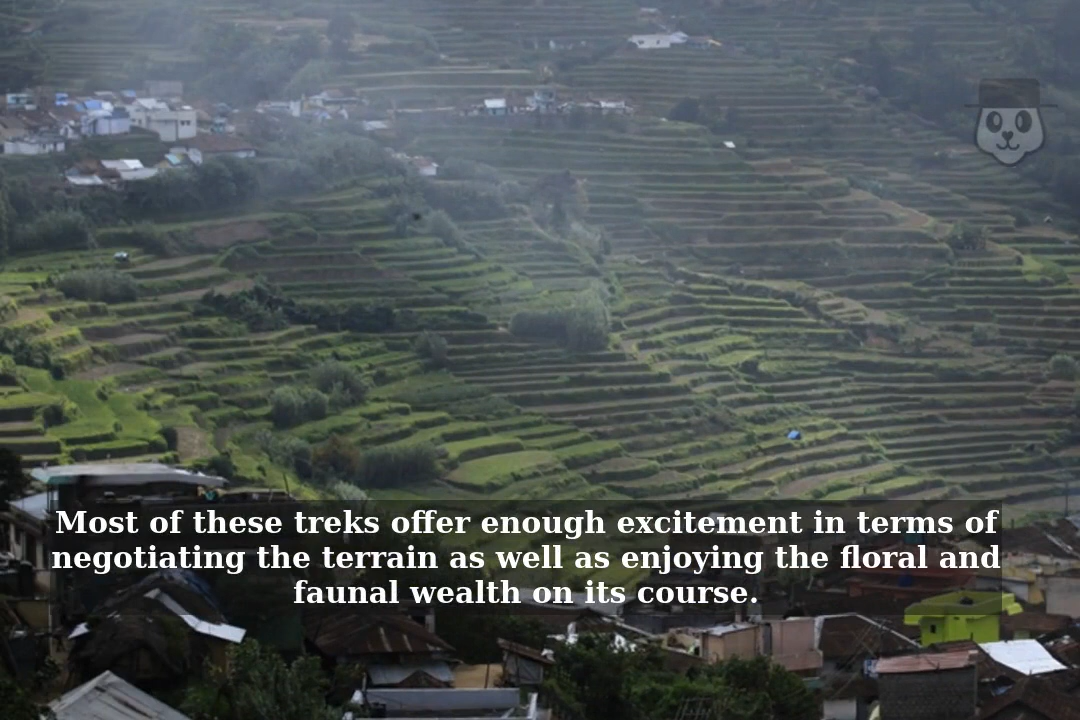 Most of these treks offer enough excitement in terms of
negotiating the terrain as well as enjoying the floral and
faunal wealth on its course.